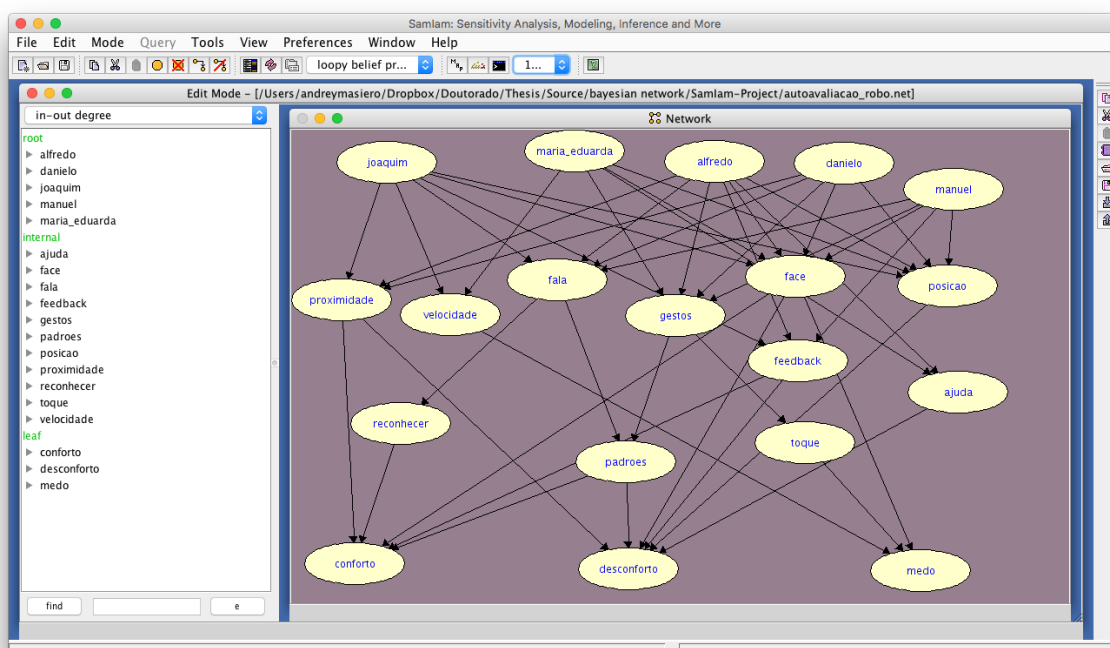 SamIam: Sensitivity Analysis, Modeling, Inference and More
File Edit Mode Query Tools View Preferences Window Help
loopy belief pr... 1...
Edit Mode – [/Users/andreymasiero/Dropbox/Doutorado/Thesis/Source/bayesian network/SamIam-Project/autoavaliacao_robo.net]
in-out degree
root
alfredo
danielo
joaquim
manuel
maria_eduarda
internal
ajuda
face
fala
feedback
gestos
padroes
posicao
proximidade
reconhecer
toque
velocidade
leaf
conforto
desconforto
medo
find e
Network
joaquim maria_eduarda alfredo danielo manuel
proximidade velocidade fala gestos face posicao
feedback ajuda
reconhecer padroes toque
conforto desconforto medo